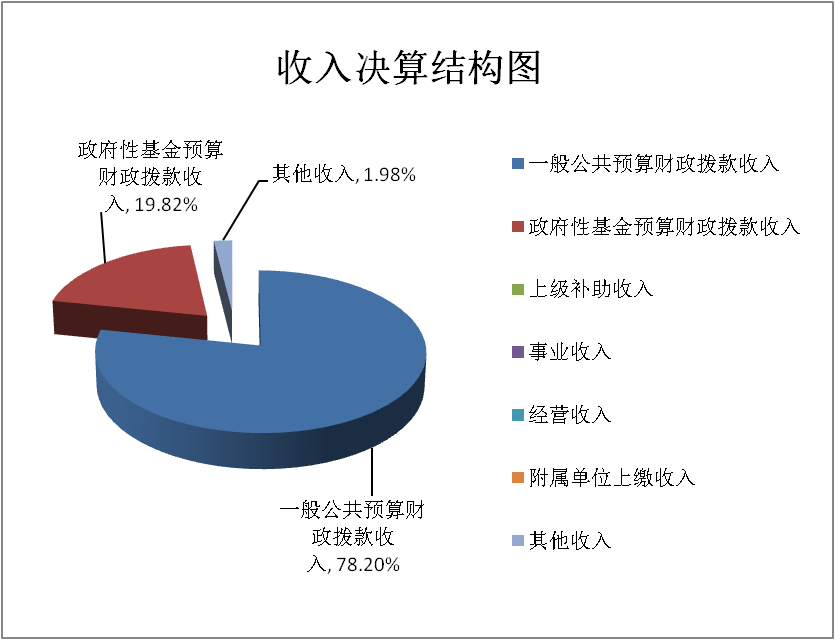 收入决算结构图
政府性基金预算
财政拨款收
入, 19.82%
其他收入, 1.98%
一般公共预算财
政拨款收
入, 78.20%
一般公共预算财政拨款收入
政府性基金预算财政拨款收入
上级补助收入
事业收入
经营收入
附属单位上缴收入
其他收入